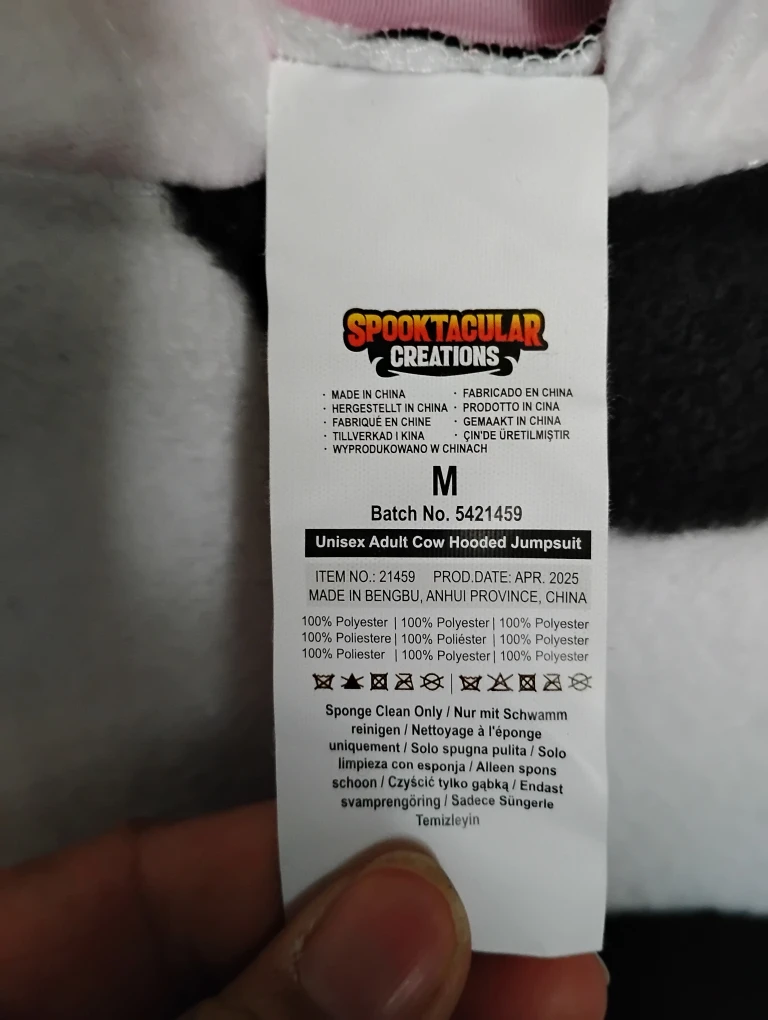 SPOOKTACULAR
CREATIONS
· MADE IN CHINA · FABRICADO EN CHINA
· HERGESTELLT IN CHINA · PRODOTTO IN CINA
· FABRIQUÉ EN CHINE · GEMAAKT IN CHINA
· TILLVERKAD I KINA · ÇIN'DE ÜRETILMIŞTIR
· WYPRODUKOWANO W CHINACH
M
Batch No. 5421459
Unisex Adult Cow Hooded Jumpsuit
ITEM NO.: 21459 PROD.DATE: APR. 2025
MADE IN BENGBU, ANHUI PROVINCE, CHINA
100% Polyester | 100% Polyester | 100% Polyester
100% Poliestere | 100% Poliéster | 100% Polyester
100% Poliester | 100% Polyester | 100% Polyester
Sponge Clean Only / Nur mit Schwamm
reinigen / Nettoyage à l'éponge
uniquement / Solo spugna pulita / Solo
limpieza con esponja / Alleen spons
schoon / Czyścić tylko gąbką / Endast
svamprengöring / Sadece Süngerle
Temizleyin